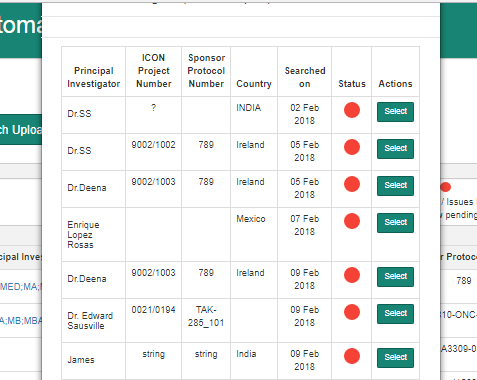 toma
ch Uploa
Principal Investigator ICON Project Number Sponsor Protocol Number Country Searched on Status Actions
Dr.SS ? INDIA 02 Feb 2018 Select
Dr.SS 9002/1002 789 Ireland 05 Feb 2018 Select
Dr.Deena 9002/1003 789 Ireland 05 Feb 2018 Select
Enrique Lopez Rosas Mexico 07 Feb 2018 Select
Dr.Deena 9002/1003 789 Ireland 09 Feb 2018 Select
Dr. Edward Sausville 0021/0194 TAK-285_101 09 Feb 2018 Select
James string string India 09 Feb 2018 Select
/ Issues
pending
cipal Inves
r Protoc
MED;MA;
789
A;MB;MBA
10-ONC-
A3309-0